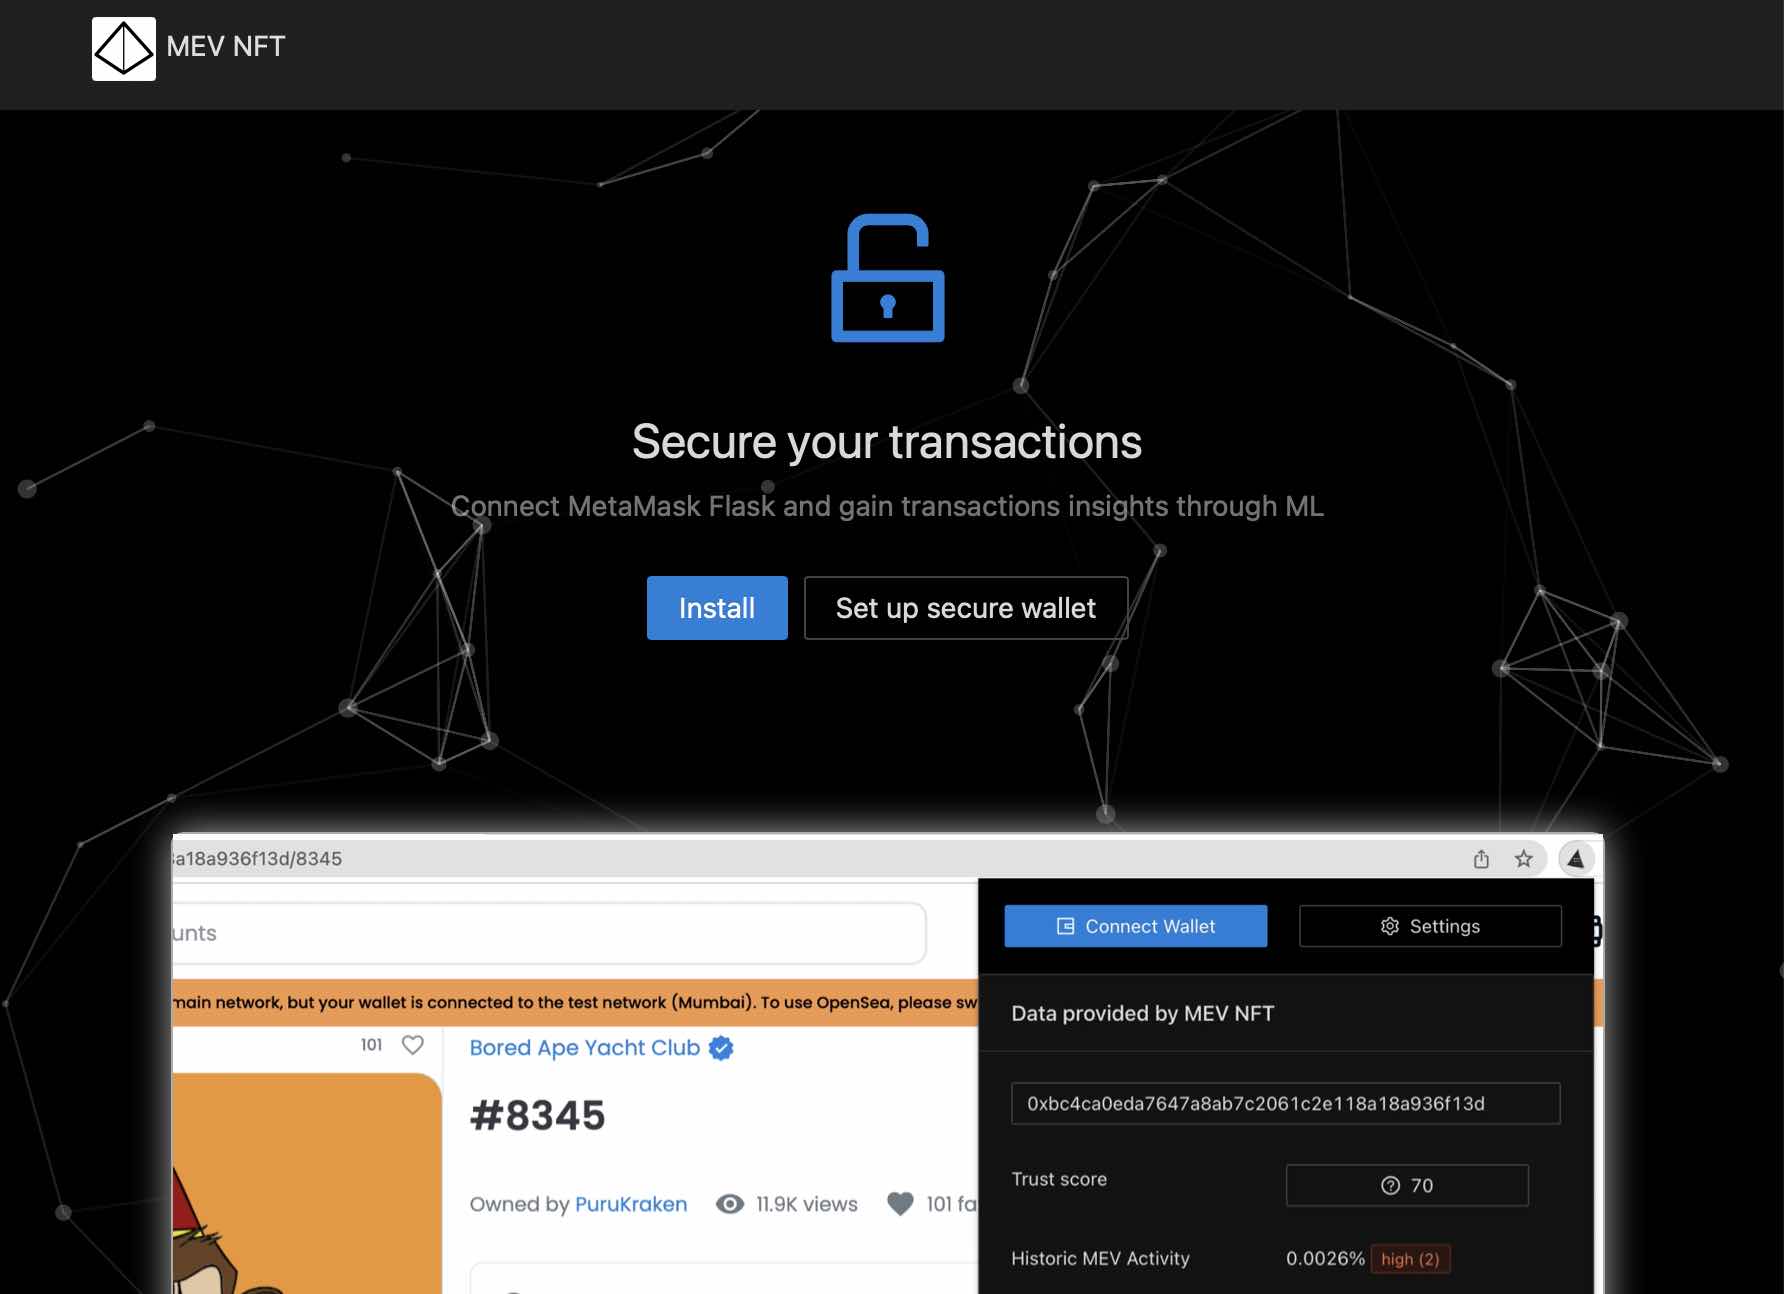 MEV NFT
Secure your transactions
Connect MetaMask Flask and gain transactions insights through ML
Install
Set up secure wallet
8a18a936f13d/8345
Connect Wallet
Settings
unts
main network, but your wallet is connected to the test network (Mumbai). To use OpenSea, please sw
Data provided by MEV NFT
101
Bored Ape Yacht Club
#8345
0xbc4ca0eda7647a8ab7c2061c2e118a18a936f13d
Trust score
70
Owned by PuruKraken
11.9K views
101 fa
Historic MEV Activity
0.0026%
high (2)